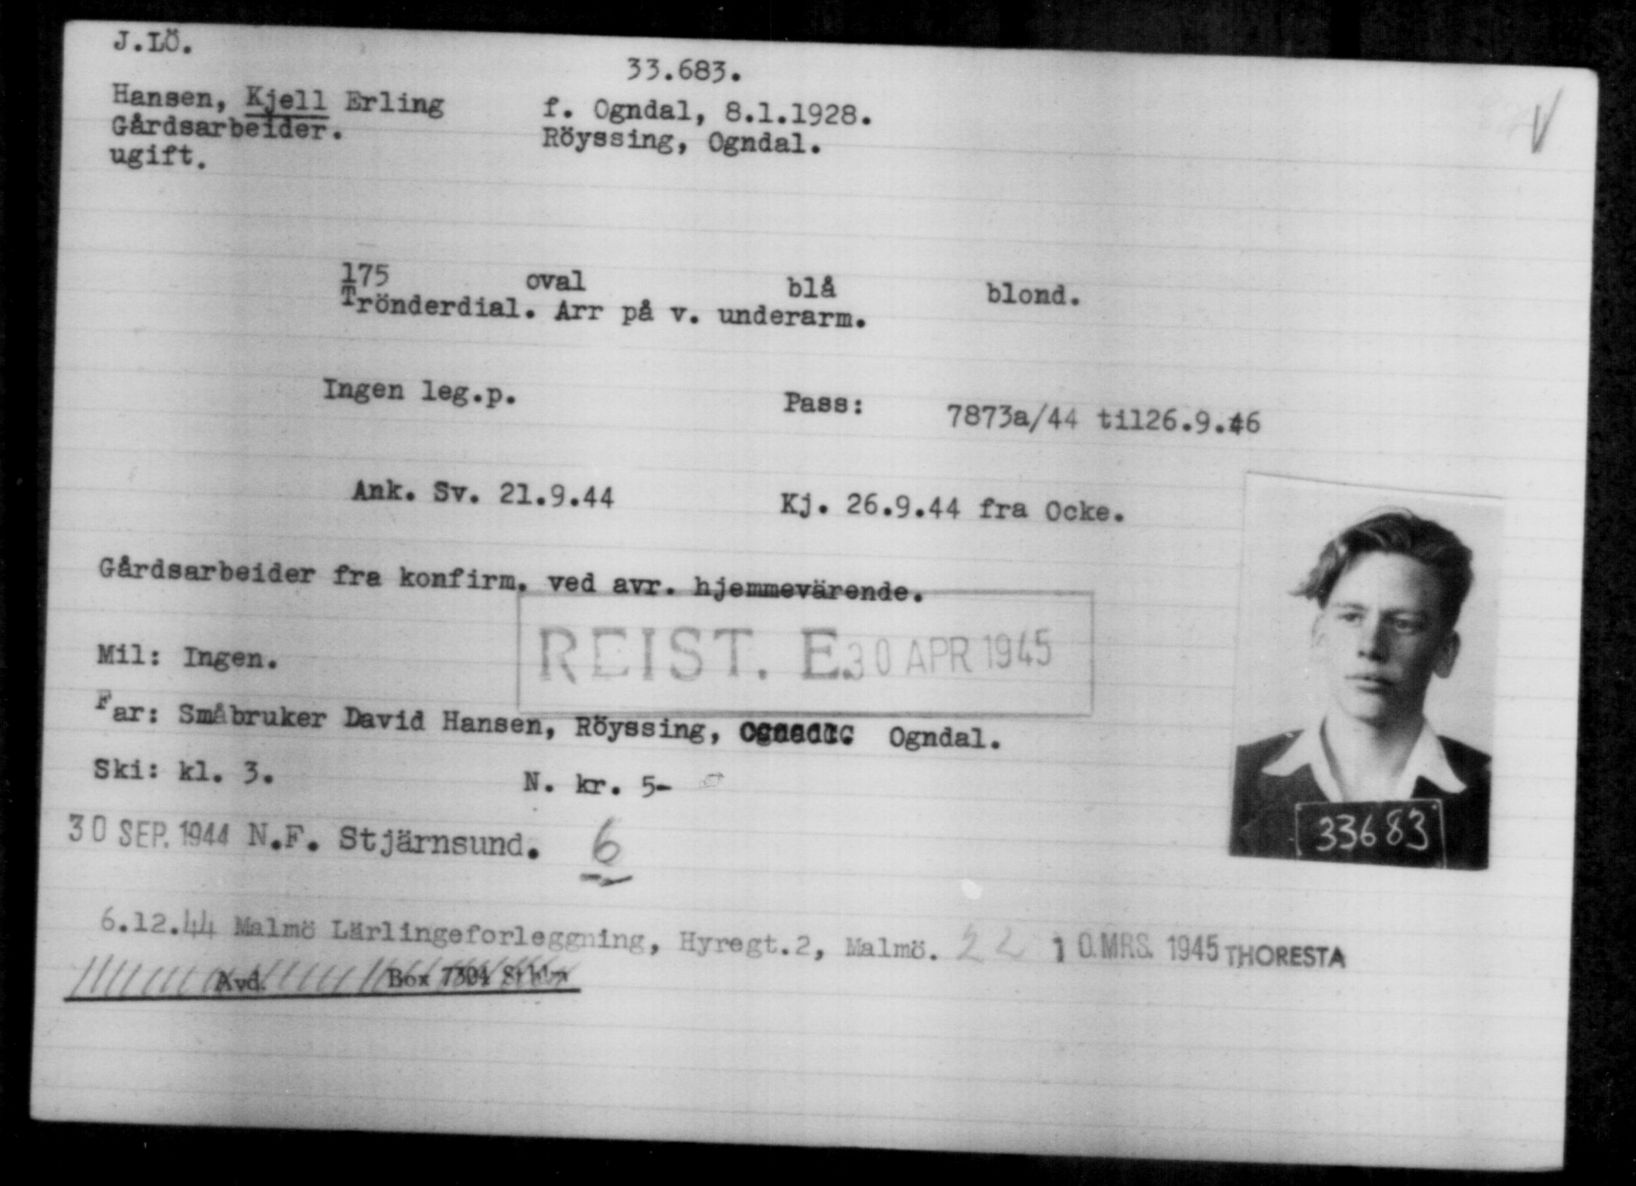 J.LÖ.
33.683.
Hansen, Kjell Erling f. Ogndal, 8.1.1928.
Gårdsarbeider. Röyssing, Ogndal.
ugift.
175 oval blå blond.
Trönderdial. Arr på v. underarm.
Ingen leg.p. Pass: 7873a/44 til26.9.46
Ank. Sv. 21.9.44 Kj. 26.9.44 fra Ocke.
Gårdsarbeider fra konfirm. ved avr. hjemmevärende.
REIST. E. 30 APR 1945
Mil: Ingen.
Far: Småbruker David Hansen, Röyssing, Ogndal.
Ski: kl. 3. N. kr. 5-
33683
30 SEP. 1944 N.F. Stjärnsund. 6
6.12.44 Malmö Lärlingeforleggning, Hyregt.2, Malmö. 22 10. MRS. 1945 THORESTA
Avd. Box 7304 Sthlm